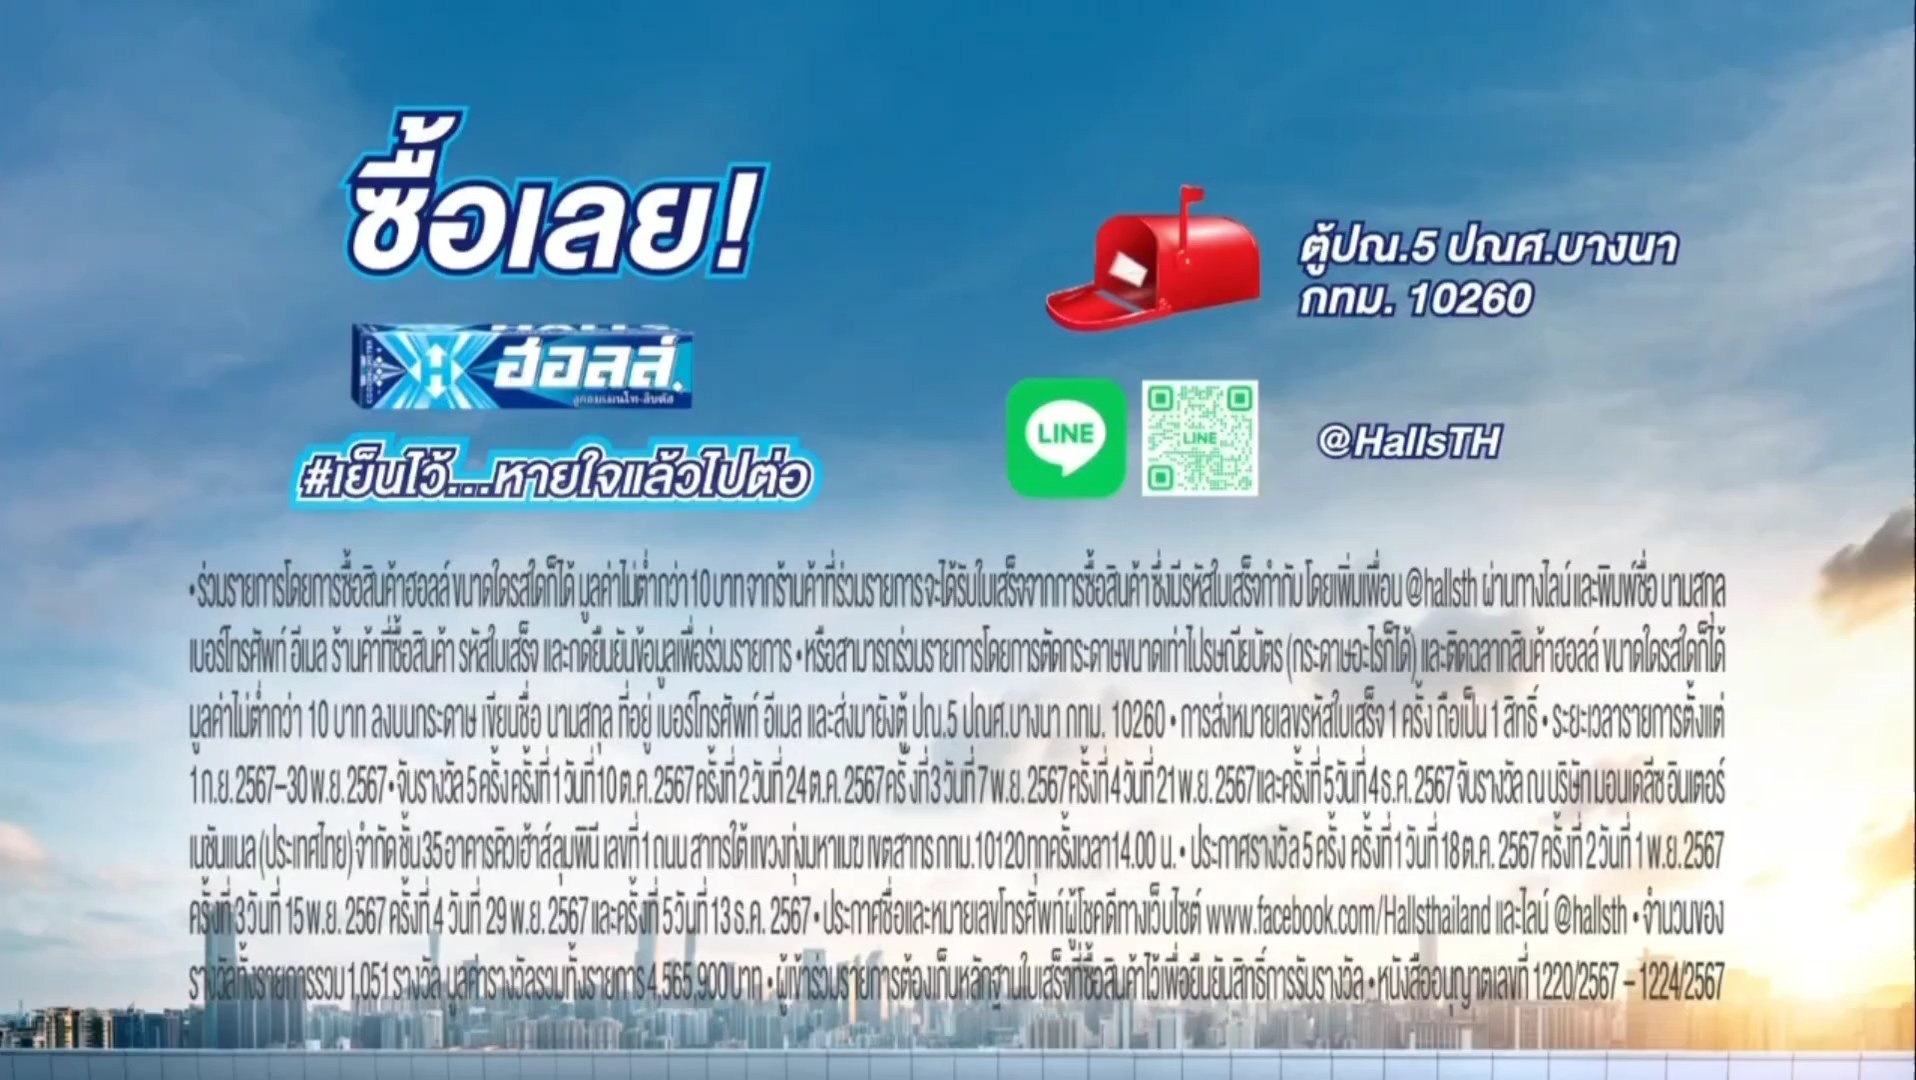 ซื้อเลย!
ฮอลล์
ลูกอมเมนโท-ลิบตัส
#เย็นไว้...หายใจแล้วไปต่อ
ตู้ปณ.5 ปณศ.บางนา
กทม. 10260
LINE
LINE
@HallsTH
• ร่วมรายการโดยการซื้อสินค้าฮอลล์ ขนาดใดรสใดก็ได้ มูลค่าไม่ต่ำกว่า 10 บาท จากร้านค้าที่ร่วมรายการ จะได้รับใบเสร็จจากการซื้อสินค้า ซึ่งมีรหัสใบเสร็จกำกับ โดยเพิ่มเพื่อน @hallsth ผ่านทางไลน์ และพิมพ์ชื่อ นามสกุล
เบอร์โทรศัพท์ อีเมล ร้านค้าที่ซื้อสินค้า รหัสใบเสร็จ และกดยืนยันข้อมูลเพื่อร่วมรายการ • หรือสามารถร่วมรายการโดยการตัดกระดาษขนาดเท่าไปรษณียบัตร (กระดาษอะไรก็ได้) และติดฉลากสินค้าฮอลล์ ขนาดใดรสใดก็ได้
มูลค่าไม่ต่ำกว่า 10 บาท ลงบนกระดาษ เขียนชื่อ นามสกุล ที่อยู่ เบอร์โทรศัพท์ อีเมล และส่งมายังตู้ ปณ.5 ปณศ.บางนา กทม. 10260 • การส่งหมายเลขรหัสใบเสร็จ 1 ครั้ง ถือเป็น 1 สิทธิ์ • ระยะเวลารายการตั้งแต่
1 ก.ย. 2567–30 พ.ย. 2567 • จับรางวัล 5 ครั้ง ครั้งที่ 1 วันที่ 10 ต.ค. 2567 ครั้งที่ 2 วันที่ 24 ต.ค. 2567 ครั้งที่ 3 วันที่ 7 พ.ย. 2567 ครั้งที่ 4 วันที่ 21 พ.ย. 2567 และครั้งที่ 5 วันที่ 4 ธ.ค. 2567 จับรางวัล ณ บริษัท มอนเดลีซ อินเตอร์
เนชันแนล (ประเทศไทย) จำกัด ชั้น 35 อาคารคิวเฮ้าส์ ลุมพินี เลขที่ 1 ถนน สาทรใต้ แขวงทุ่งมหาเมฆ เขตสาทร กทม. 10120 ทุกครั้งเวลา 14.00 น. • ประกาศรางวัล 5 ครั้ง ครั้งที่ 1 วันที่ 18 ต.ค. 2567 ครั้งที่ 2 วันที่ 1 พ.ย. 2567
ครั้งที่ 3 วันที่ 15 พ.ย. 2567 ครั้งที่ 4 วันที่ 29 พ.ย. 2567 และครั้งที่ 5 วันที่ 13 ธ.ค. 2567 • ประกาศชื่อและหมายเลขโทรศัพท์ผู้โชคดีทางเว็บไซต์ www.facebook.com/Hallsthailand และไลน์ @hallsth • จำนวนของ
รางวัลทั้งรายการรวม 1,051 รางวัล มูลค่ารางวัลรวมทั้งรายการ 4,565,900 บาท • ผู้เข้าร่วมรายการต้องเก็บหลักฐานใบเสร็จที่ซื้อสินค้าไว้เพื่อยืนยันสิทธิ์การรับรางวัล • หนังสืออนุญาตเลขที่ 1220/2567 – 1224/2567